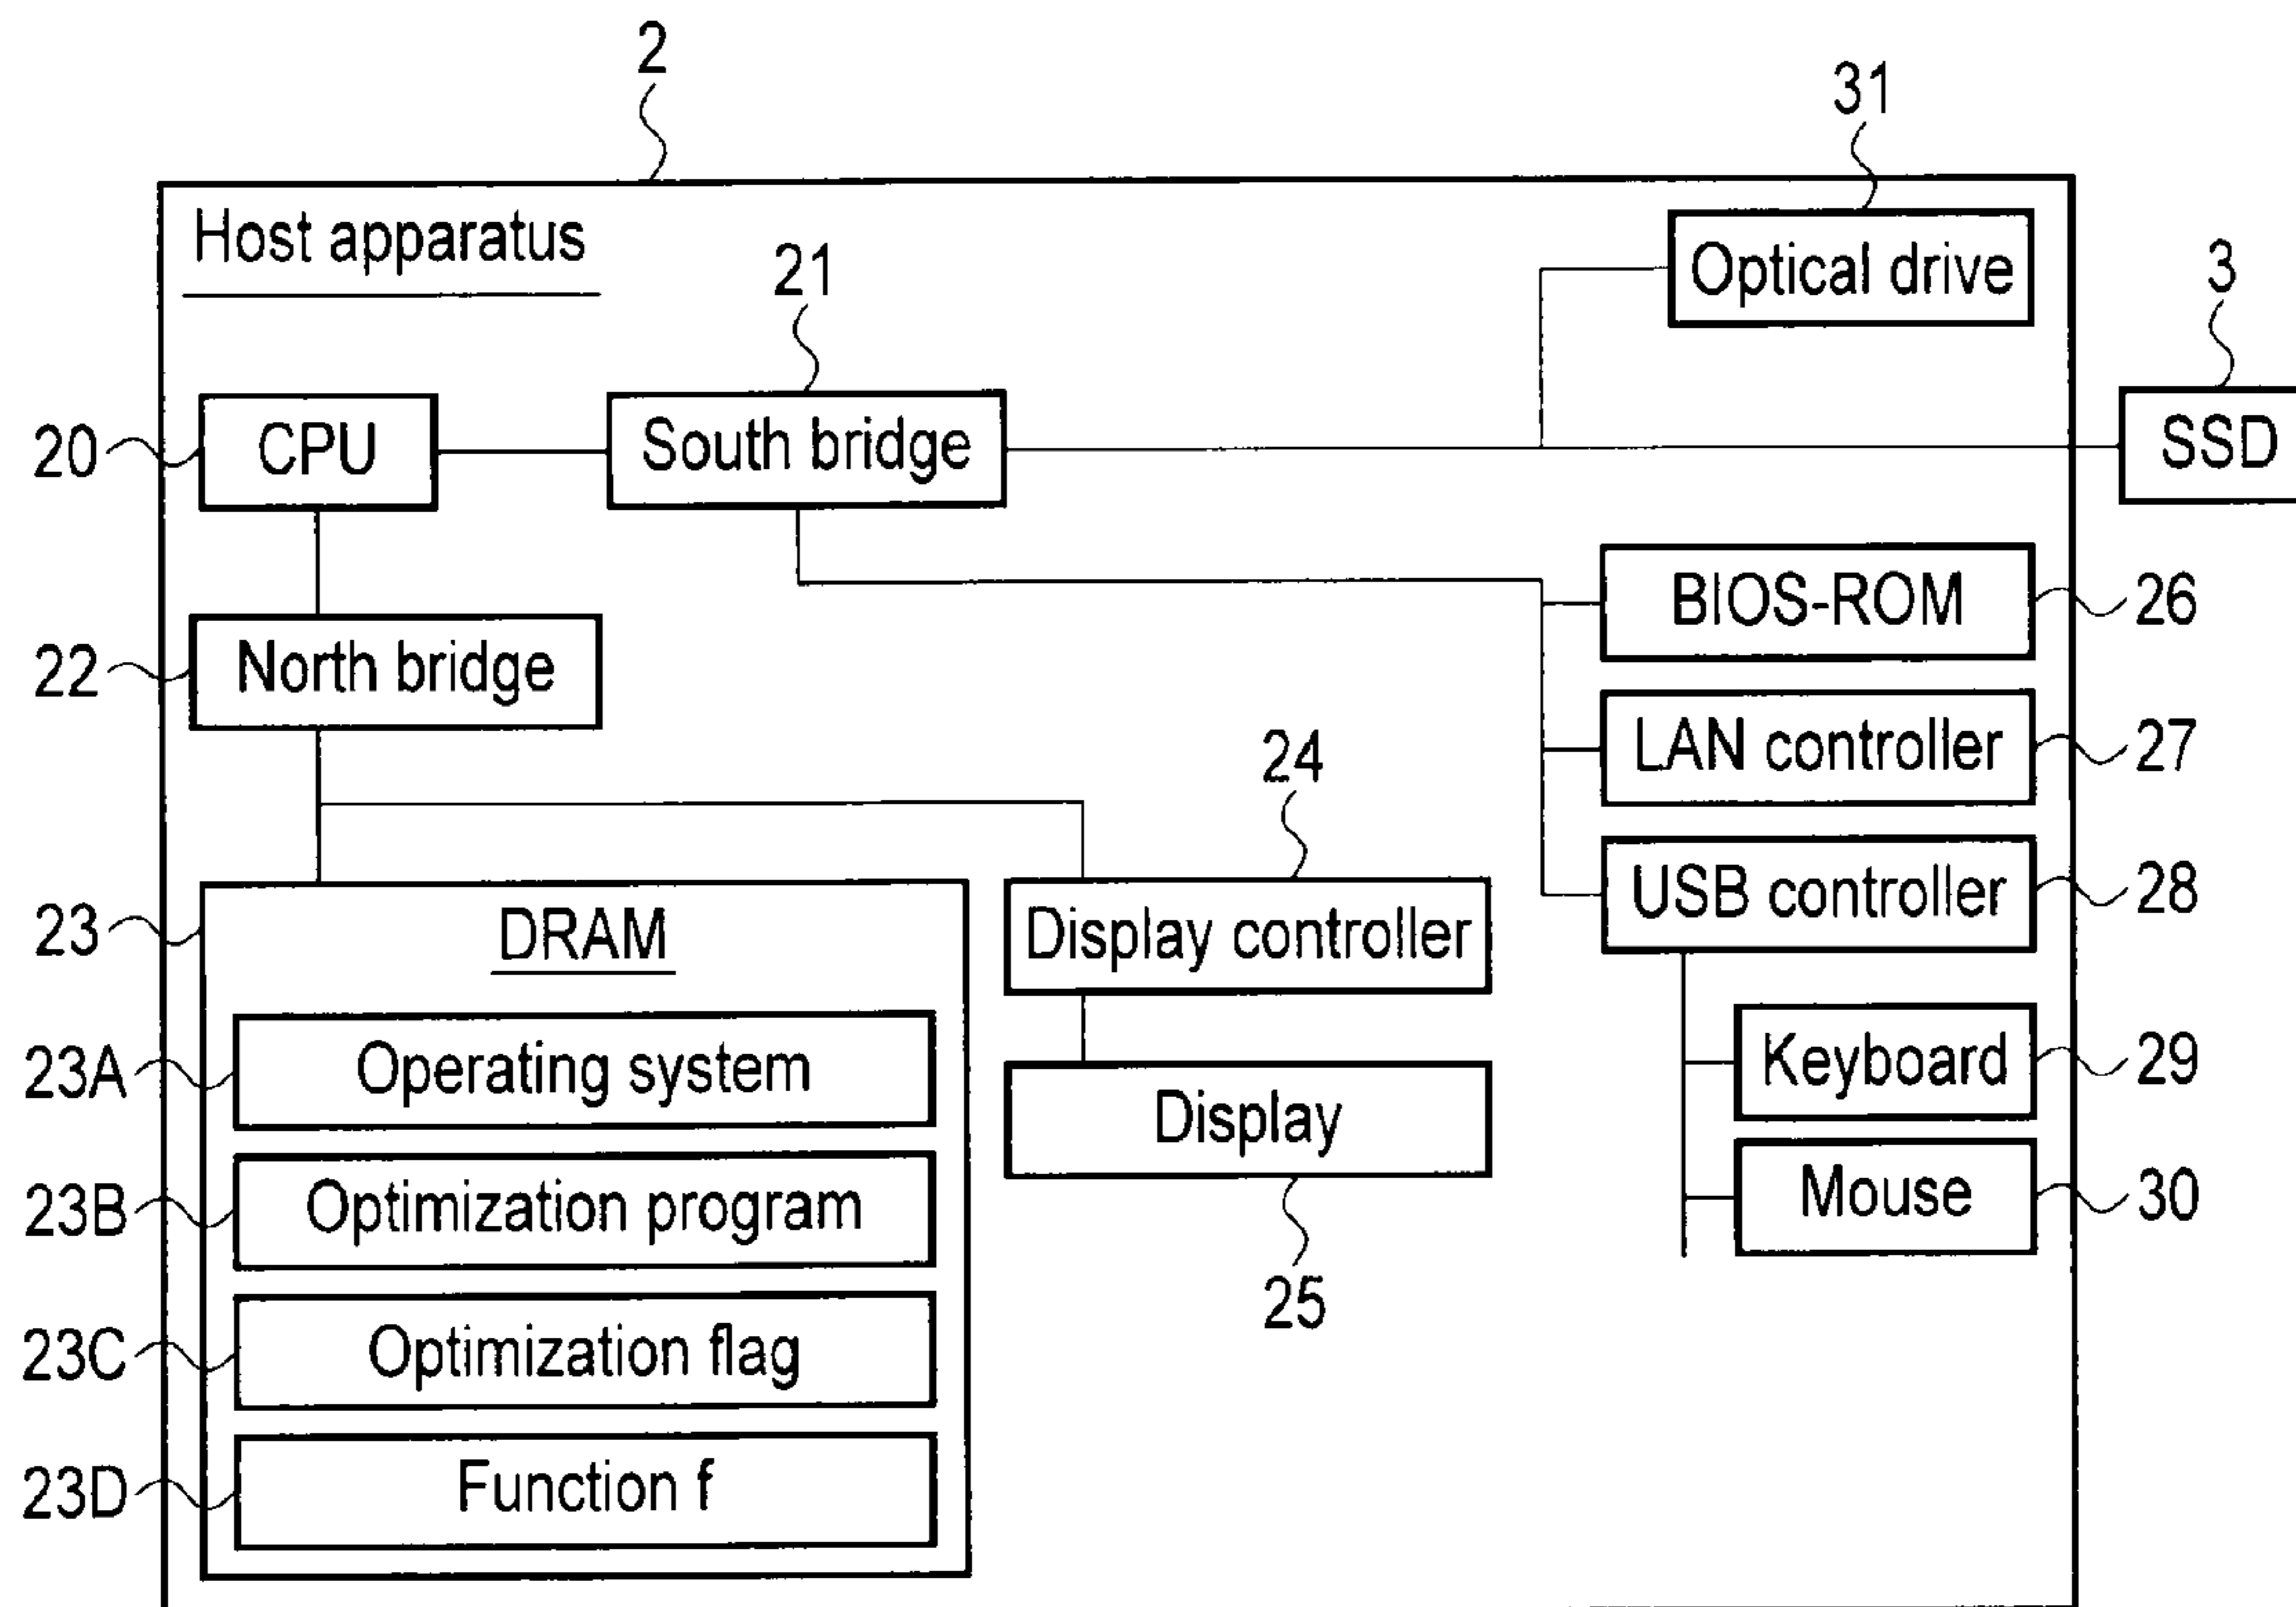 2
31
Host apparatus
21
Optical drive
3
20
CPU
South bridge
SSD
BIOS-ROM
26
22
North bridge
LAN controller
27
24
23
DRAM
Display controller
USB controller
28
23A
Operating system
Keyboard
29
Display
23B
Optimization program
Mouse
30
25
23C
Optimization flag
23D
Function f